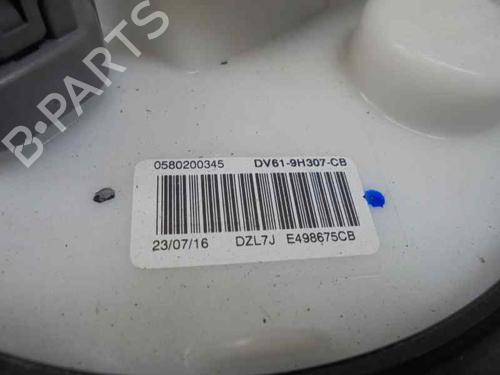 0580200345 DV61-9H307-CB
23/07/16 DZL7J E498675CB
B-PARTS